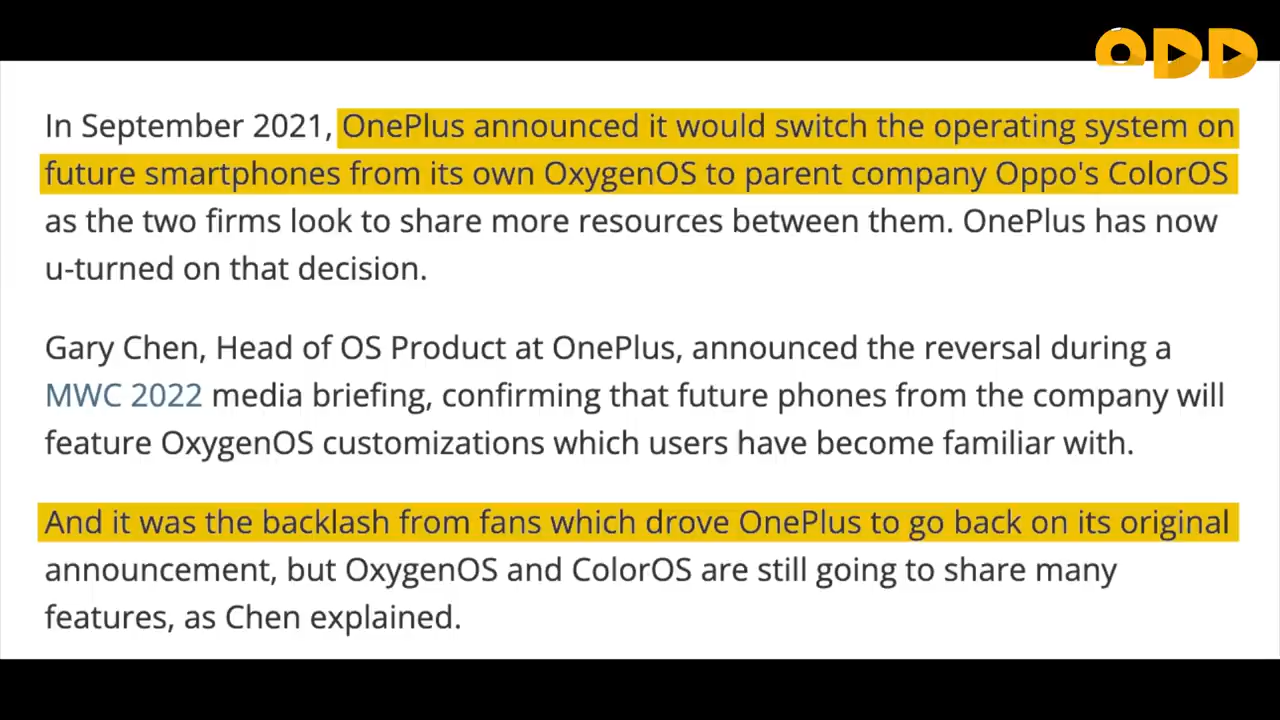 ODD
In September 2021, OnePlus announced it would switch the operating system on
future smartphones from its own OxygenOS to parent company Oppo's ColorOS
as the two firms look to share more resources between them. OnePlus has now
u-turned on that decision.
Gary Chen, Head of OS Product at OnePlus, announced the reversal during a
MWC 2022 media briefing, confirming that future phones from the company will
feature OxygenOS customizations which users have become familiar with.
And it was the backlash from fans which drove OnePlus to go back on its original
announcement, but OxygenOS and ColorOS are still going to share many
features, as Chen explained.